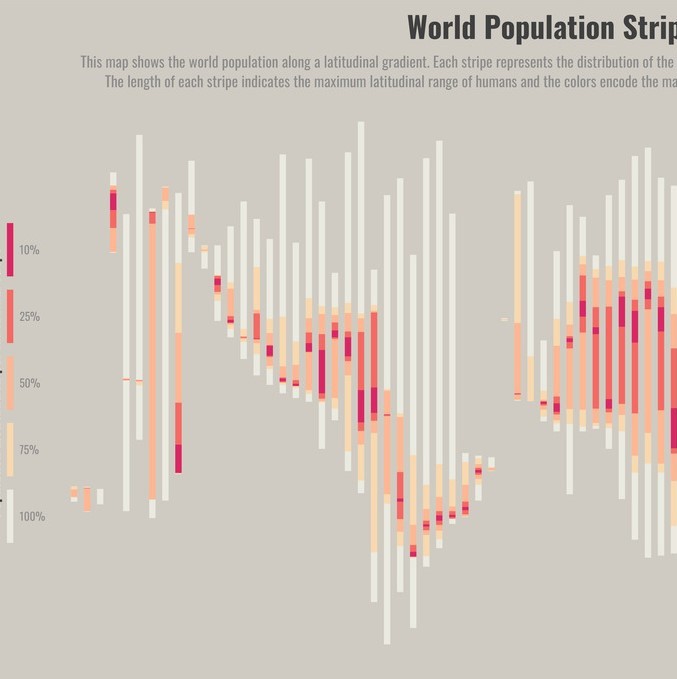 World Population Strip
This map shows the world population along a latitudinal gradient. Each stripe represents the distribution of the
The length of each stripe indicates the maximum latitudinal range of humans and the colors encode the ma
10%
25%
50%
75%
100%